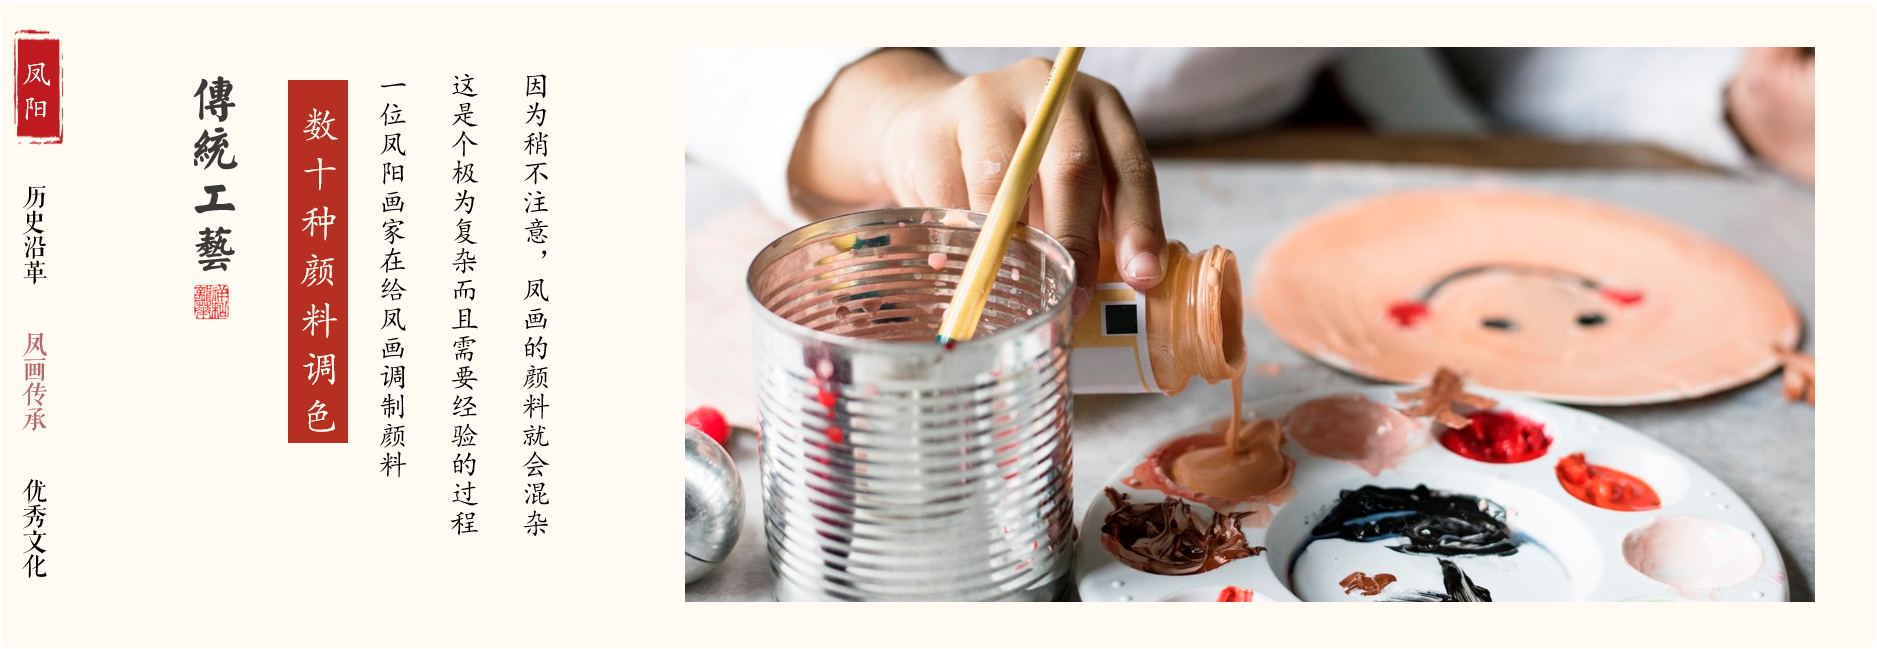 凤阳
历史沿革
凤画传承
优秀文化
傳統工藝
数十种颜料调色
一位凤阳画家在给凤画调制颜料
这是个极为复杂而且需要经验的过程
因为稍不注意，凤画的颜料就会混杂